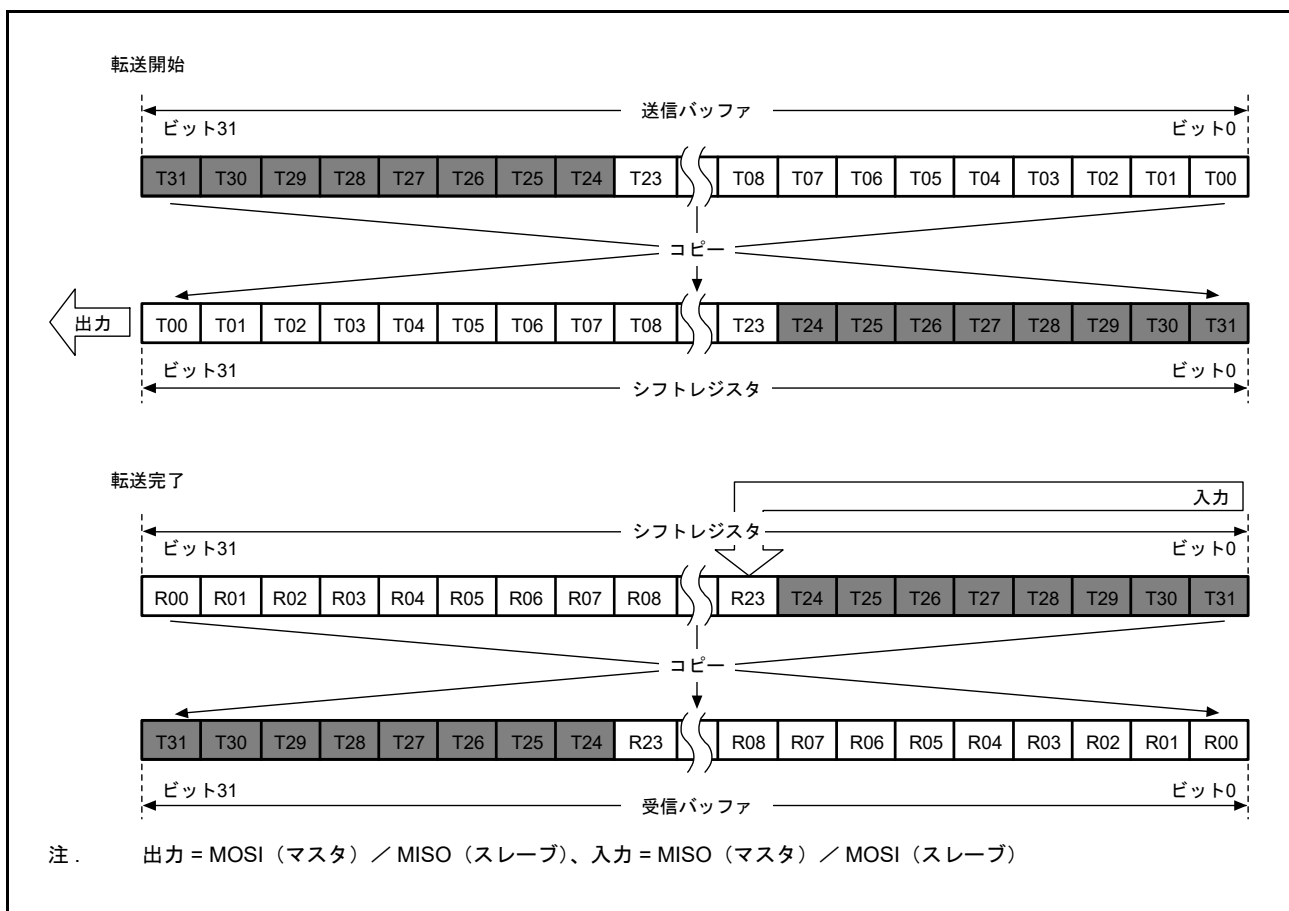 転送開始
送信バッファ
ビット31 ビット0
T31 T30 T29 T28 T27 T26 T25 T24 T23 T08 T07 T06 T05 T04 T03 T02 T01 T00
コピー
出力 T00 T01 T02 T03 T04 T05 T06 T07 T08 T23 T24 T25 T26 T27 T28 T29 T30 T31
ビット31 ビット0
シフトレジスタ
転送完了
入力
シフトレジスタ
ビット31 ビット0
R00 R01 R02 R03 R04 R05 R06 R07 R08 R23 T24 T25 T26 T27 T28 T29 T30 T31
コピー
T31 T30 T29 T28 T27 T26 T25 T24 R23 R08 R07 R06 R05 R04 R03 R02 R01 R00
ビット31 ビット0
受信バッファ
注. 出力 = MOSI(マスタ)/ MISO(スレーブ)、入力 = MISO(マスタ)/ MOSI(スレーブ)